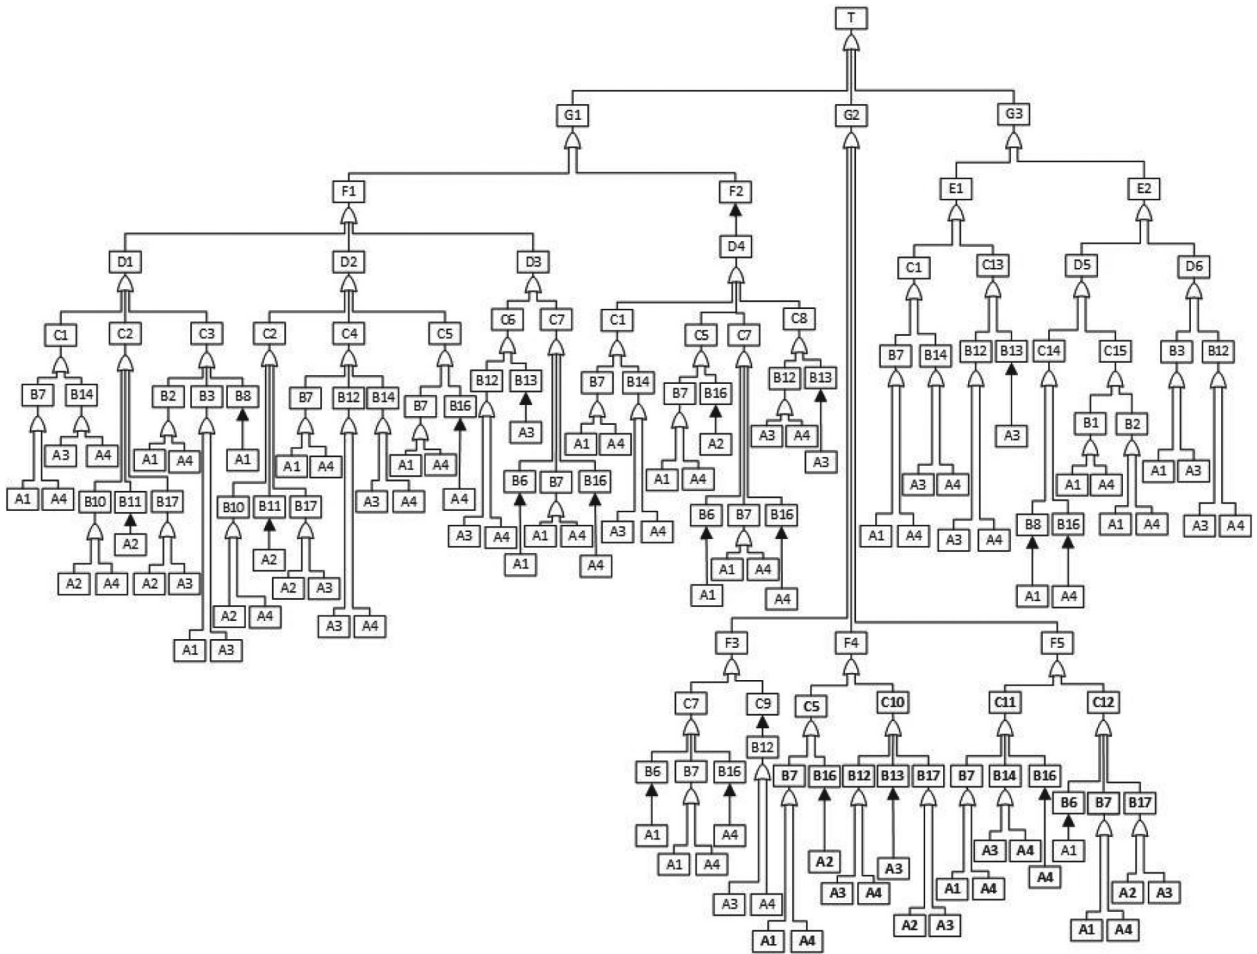 T
G1 G2 G3
F1 F2 E1 E2
D1 D2 D3 D4 C1 C13 D5 D6
C1 C2 C3 C2 C4 C5 C6 C7 C1 C5 C7 C8
B7 B14 B12 B13 C14 C15 B3 B12
B7 B14 B2 B3 B8 B7 B12 B14 B7 B16 B12 B13 B7 B14 B7 B16 B12 B13
B1 B2
A3 A4 A1 A4 A1 A1 A4 A1 A4 A3 A1 A4 A2 A3 A4 A3 A3
A1 A4 B10 B11 B17 B10 B11 B17 A3 A4 A4 B6 B7 B16 A1 A4 A3 A4 A1 A4 A1 A3
A2 A2 A3 A4 A1 A4 A3 A4 B6 B7 B16 A1 A4 A3 A4 B8 B16 A1 A4 A3 A4
A2 A4 A2 A3 A2 A3 A1 A4 A1 A4
A2 A4 A1 A4 A1 A4
A3 A4
A1 A3
F3 F4 F5
C7 C9 C5 C10 C11 C12
B12
B6 B7 B16 B7 B16 B12 B13 B17 B7 B14 B16
B6 B7 B17
A1 A4 A3 A4 A1
A1 A4 A2 A3 A4
A3 A4 A1 A4 A2 A3
A3 A4
A2 A3 A1 A4
A1 A4